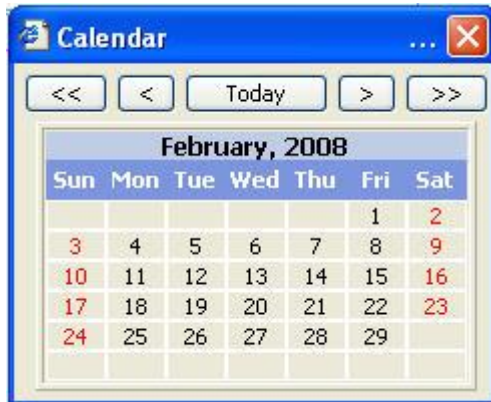 Calendar ...
<< < Today > >>
February, 2008
Sun Mon Tue Wed Thu Fri Sat
1 2
3 4 5 6 7 8 9
10 11 12 13 14 15 16
17 18 19 20 21 22 23
24 25 26 27 28 29